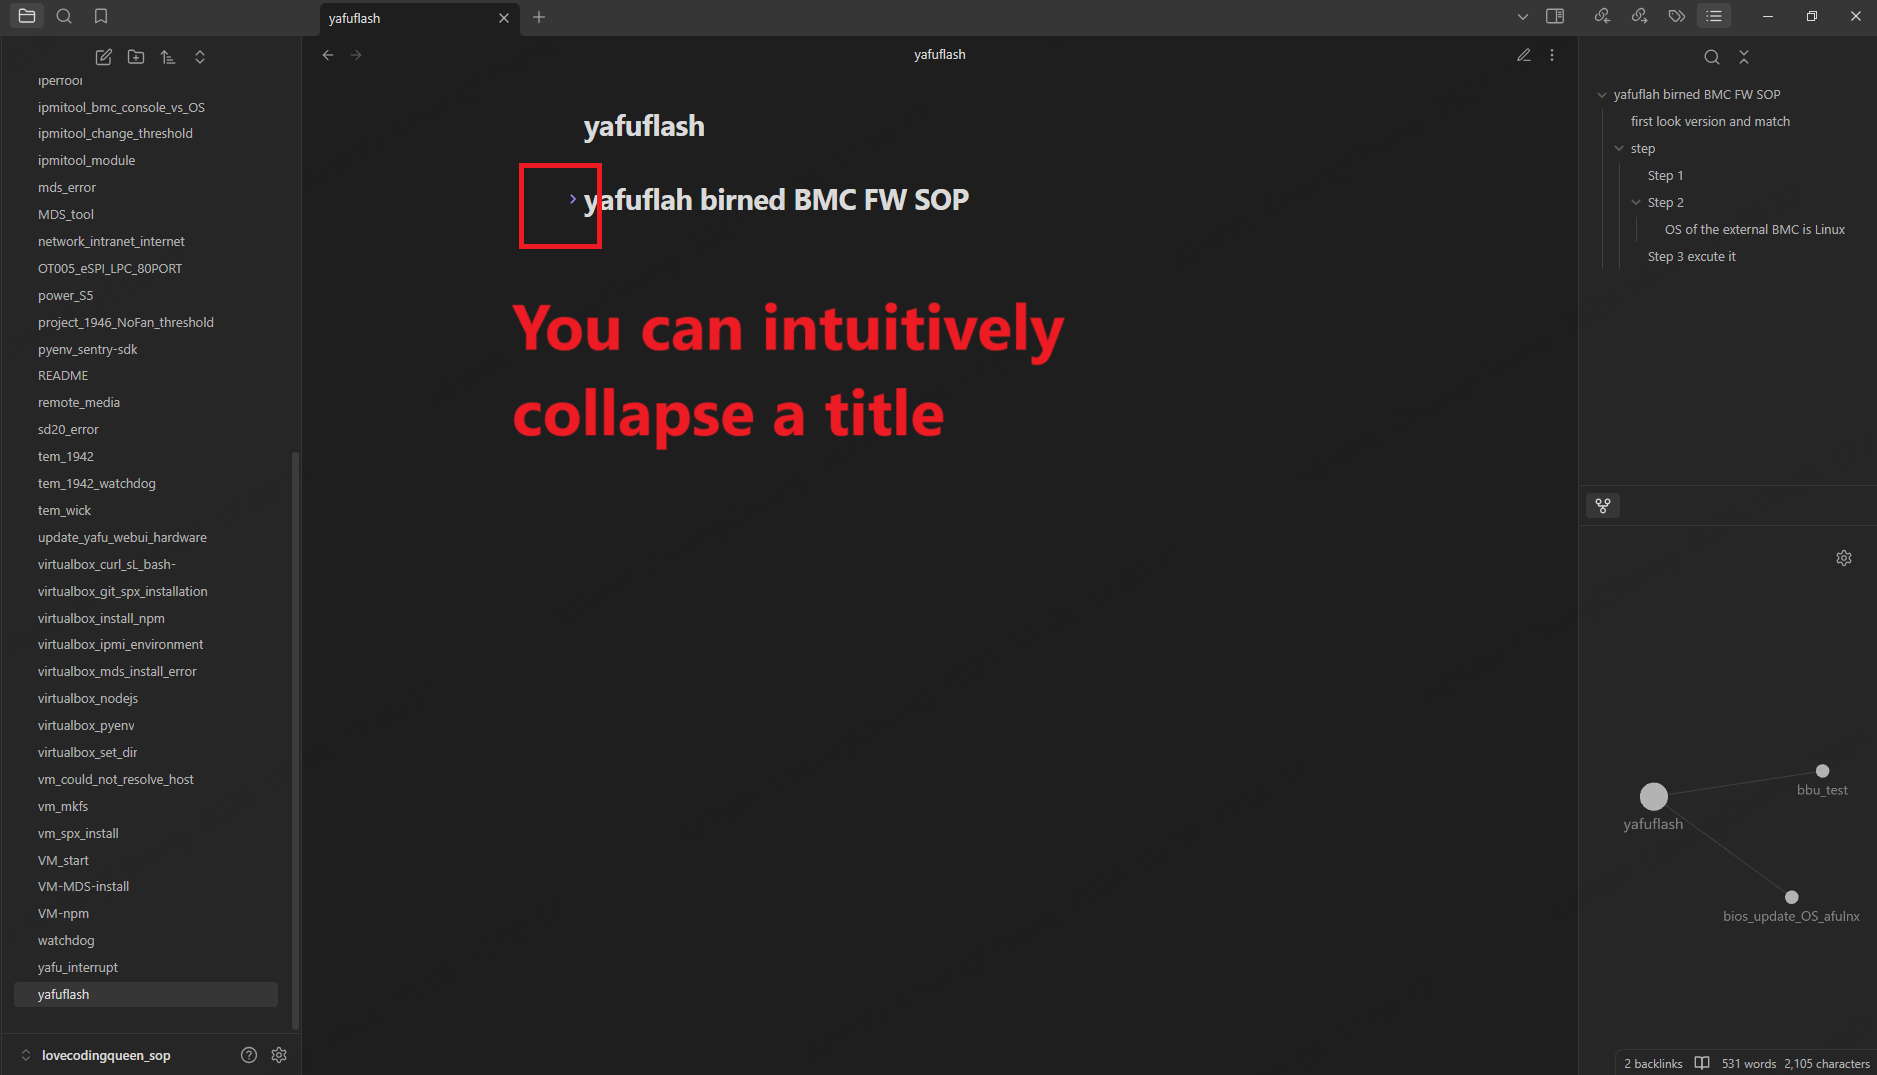 yafuflash
yafuflash
iperfool
ipmitool_bmc_console_vs_OS
ipmitool_change_threshold
ipmitool_module
mds_error
MDS_tool
network_intranet_internet
OT005_eSPI_LPC_80PORT
power_S5
project_1946_NoFan_threshold
pyenv_sentry-sdk
README
remote_media
sd20_error
tem_1942
tem_1942_watchdog
tem_wick
update_yafu_webui_hardware
virtualbox_curl_sL_bash-
virtualbox_git_spx_installation
virtualbox_install_npm
virtualbox_ipmi_environment
virtualbox_mds_install_error
virtualbox_nodejs
virtualbox_pyenv
virtualbox_set_dir
vm_could_not_resolve_host
vm_mkfs
vm_spx_install
VM_start
VM-MDS-install
VM-npm
watchdog
yafu_interrupt
yafuflash
lovecodingqueen_sop
yafuflash
yafuflah birned BMC FW SOP
You can intuitively
collapse a title
yafuflah birned BMC FW SOP
first look version and match
step
Step 1
Step 2
OS of the external BMC is Linux
Step 3 excute it
bbu_test
yafuflash
bios_update_OS_afulnx
2 backlinks 531 words 2,105 characters